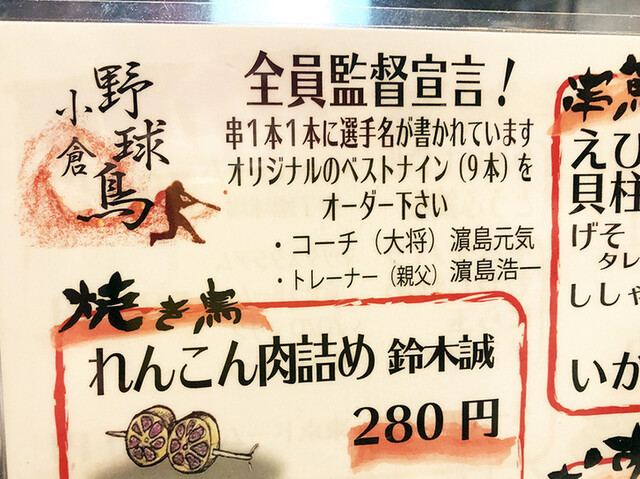 小倉
野球鳥
全員監督宣言！
串1本1本に選手名が書かれています
オリジナルのベストナイン（9本）を
オーダー下さい
・コーチ（大将）濵島元気
・トレーナー（親父）濵島浩一
焼き鳥
れんこん肉詰め 鈴木誠
280円
串
えひ
貝柱
げそ
タレ
ししゃ
いか